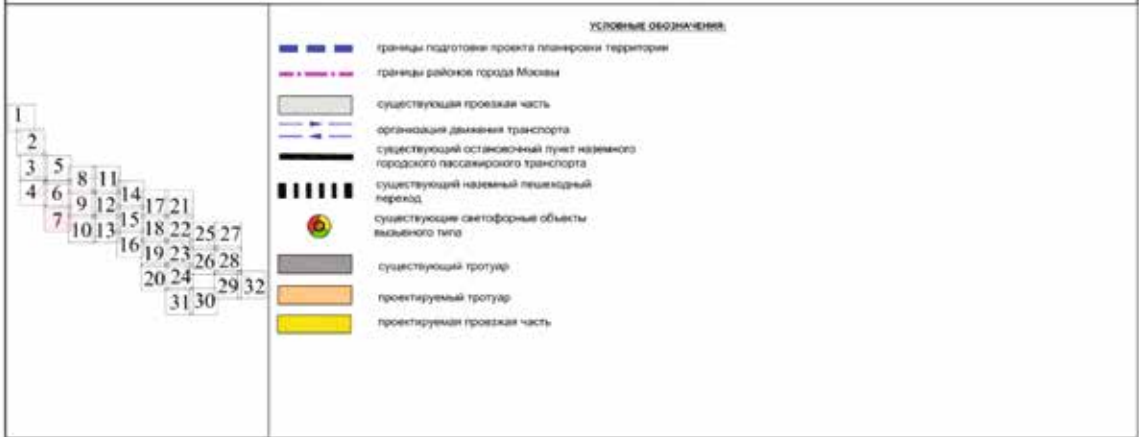 УСЛОВНЫЕ ОБОЗНАЧЕНИЯ:
границы подготовки проекта планировки территории
границы районов города Москвы
существующая проезжая часть
организация движения транспорта
существующий остановочный пункт наземного
городского пассажирского транспорта
существующий наземный пешеходный
переход
существующие светофорные объекты
вызывного типа
существующий тротуар
проектируемый тротуар
проектируемая проезжая часть
1
2
3 5
8 11
4 6
14
9 12
17 21
7
15
10 13
18 22
25 27
16
19 23
26 28
20 24
29 32
31 30